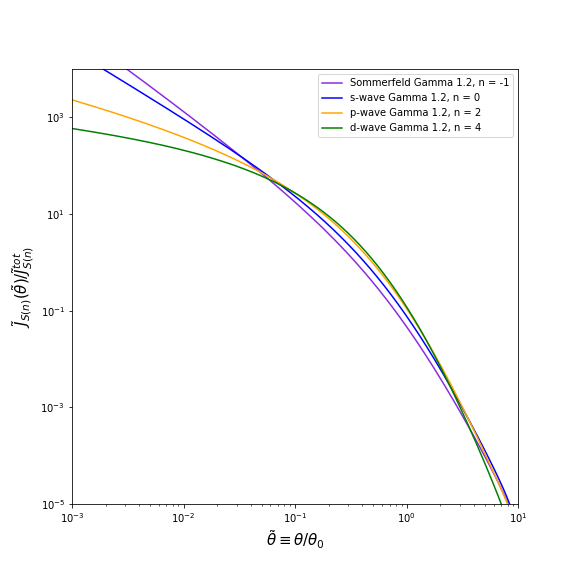 Sommerfeld Gamma 1.2, n = -1
s-wave Gamma 1.2, n = 0
p-wave Gamma 1.2, n = 2
d-wave Gamma 1.2, n = 4
10³
10¹
10⁻¹
10⁻³
10⁻⁵
J̃_{S(n)}(θ̃)/J̃^{tot}_{S(n)}
10⁻³ 10⁻² 10⁻¹ 10⁰ 10¹
θ̃ ≡ θ/θ₀